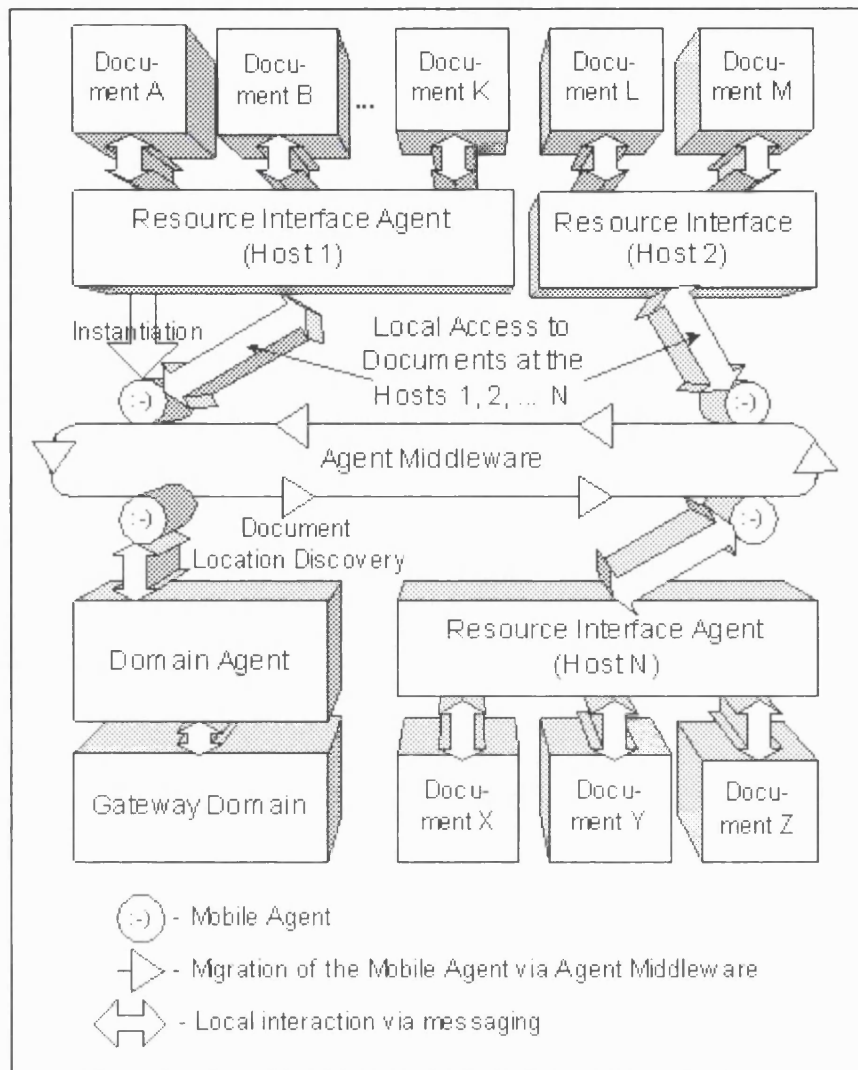 Docu-
ment A
Docu-
ment B
...
Docu-
ment K
Docu-
ment L
Docu-
ment M
Resource Interface Agent
(Host 1)
Resource Interface
(Host 2)
Instantiation
Local Access to
Documents at the
Hosts 1, 2, ... N
:-)
:-)
Agent Middleware
:-)
:-)
Document
Location Discovery
Domain Agent
Resource Interface Agent
(Host N)
Gateway Domain
Docu-
ment X
Docu-
ment Y
Docu-
ment Z
:-) - Mobile Agent
- Migration of the Mobile Agent via Agent Middleware
- Local interaction via messaging